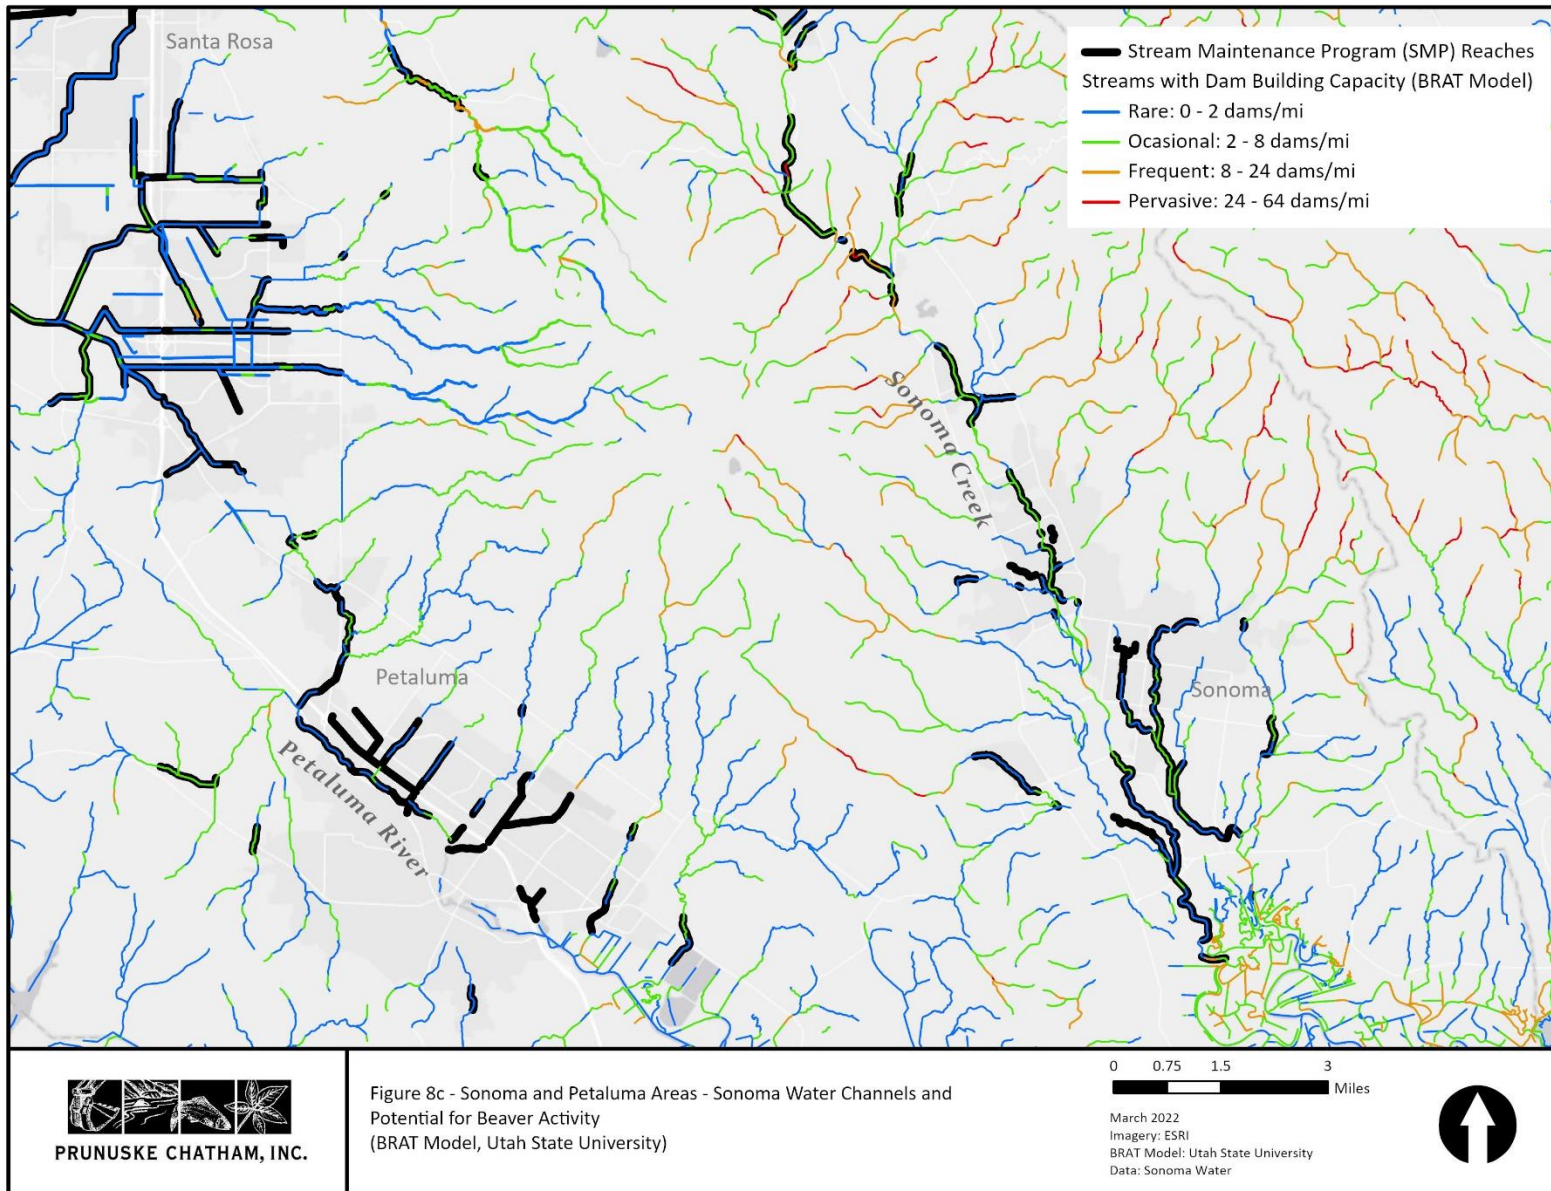 Santa Rosa
Stream Maintenance Program (SMP) Reaches
Streams with Dam Building Capacity (BRAT Model)
Rare: 0 - 2 dams/mi
Ocasional: 2 - 8 dams/mi
Frequent: 8 - 24 dams/mi
Pervasive: 24 - 64 dams/mi
Sonoma Creek
Petaluma
Sonoma
Petaluma River
PRUNUSKE CHATHAM, INC.
Figure 8c - Sonoma and Petaluma Areas - Sonoma Water Channels and
Potential for Beaver Activity
(BRAT Model, Utah State University)
0 0.75 1.5 3
Miles
March 2022
Imagery: ESRI
BRAT Model: Utah State University
Data: Sonoma Water